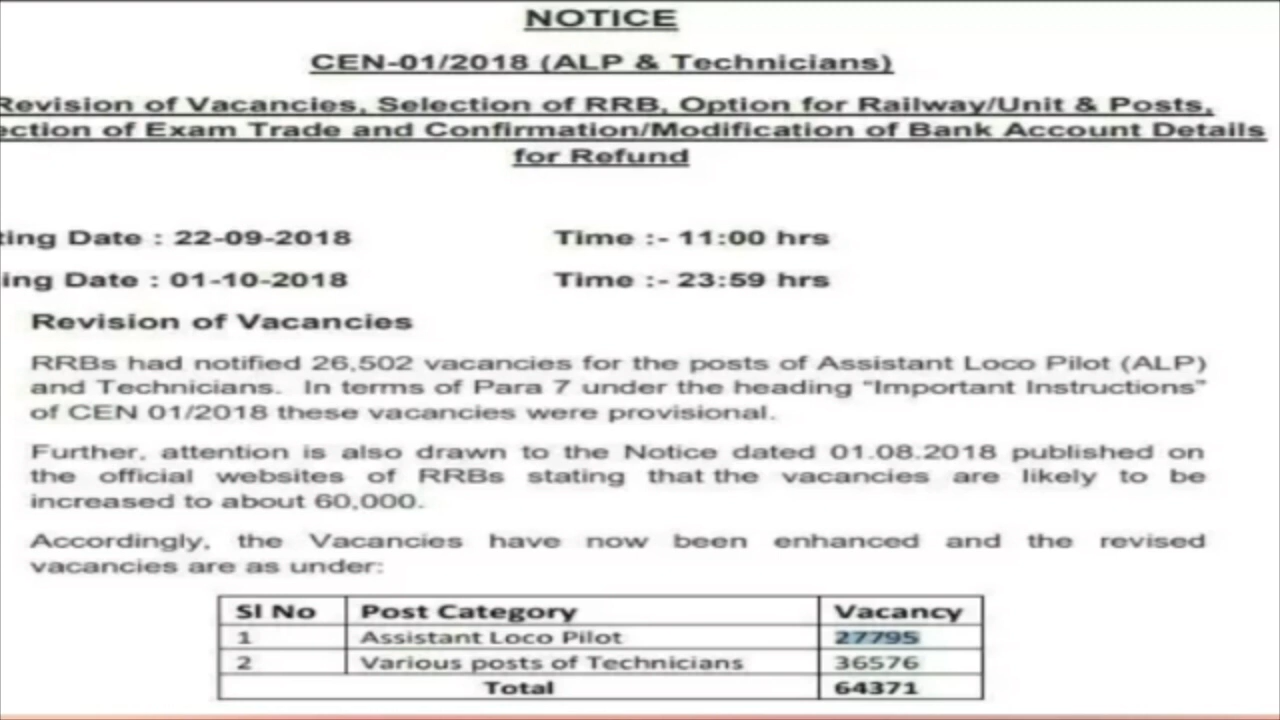 NOTICE
CEN-01/2018 (ALP & Technicians)
Revision of Vacancies, Selection of RRB, Option for Railway/Unit & Posts,
ection of Exam Trade and Confirmation/Modification of Bank Account Details
for Refund
ting Date : 22-09-2018 Time :- 11:00 hrs
ing Date : 01-10-2018 Time :- 23:59 hrs
Revision of Vacancies
RRBs had notified 26,502 vacancies for the posts of Assistant Loco Pilot (ALP)
and Technicians. In terms of Para 7 under the heading “Important Instructions”
of CEN 01/2018 these vacancies were provisional.
Further, attention is also drawn to the Notice dated 01.08.2018 published on
the official websites of RRBs stating that the vacancies are likely to be
increased to about 60,000.
Accordingly, the Vacancies have now been enhanced and the revised
vacancies are as under:
Sl No Post Category Vacancy
1 Assistant Loco Pilot 27795
2 Various posts of Technicians 36576
Total 64371